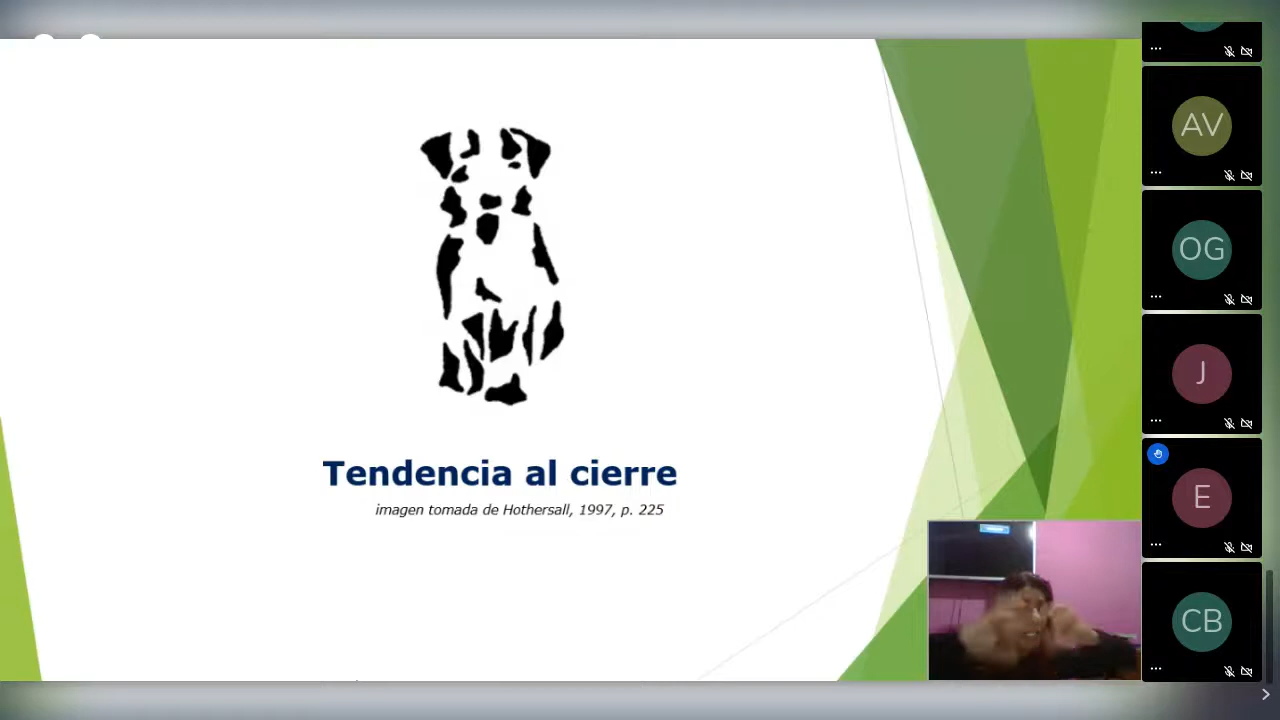 Tendencia al cierre
imagen tomada de Hothersall, 1997, p. 225
AV
OG
J
E
CB